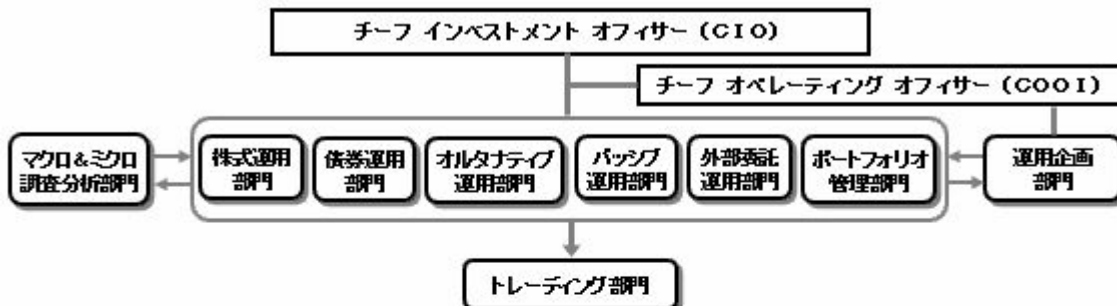 チーフ インベストメント オフィサー（ＣＩＯ）
チーフ オペレーティング オフィサー（ＣＯＯＩ）
マクロ＆ミクロ
調査分析部門
株式運用
部門
債券運用
部門
オルタナティブ
運用部門
パッシブ
運用部門
外部委託
運用部門
ポートフォリオ
管理部門
運用企画
部門
トレーディング部門